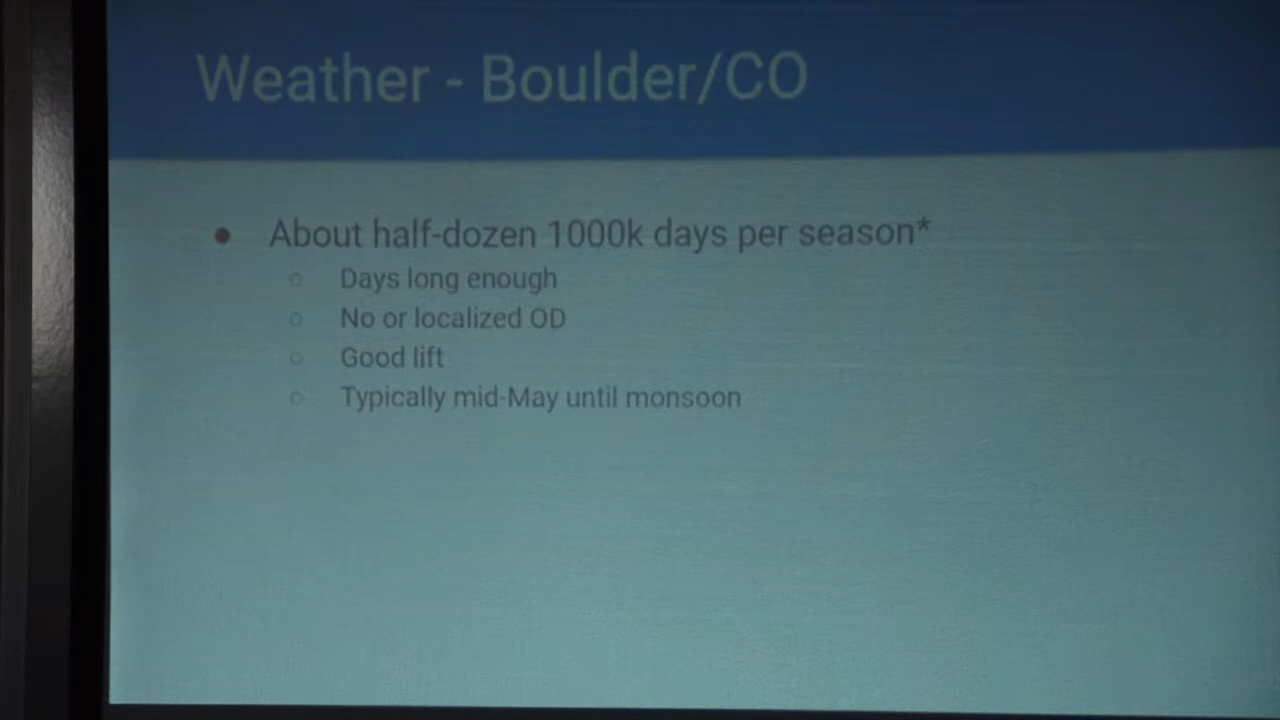 Weather - Boulder/CO
● About half-dozen 1000k days per season*
○ Days long enough
○ No or localized OD
○ Good lift
○ Typically mid-May until monsoon